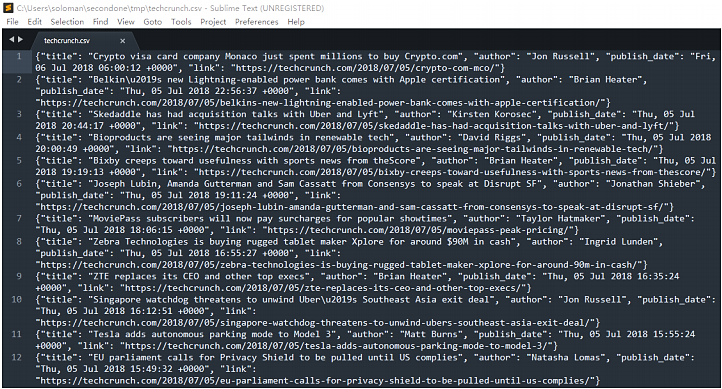 C:\Users\soloman\secondone\tmp\techcrunch.csv - Sublime Text (UNREGISTERED)
File Edit Selection Find View Goto Tools Project Preferences Help
techcrunch.csv ×
1 {"title": "Crypto visa card company Monaco just spent millions to buy Crypto.com", "author": "Jon Russell", "publish_date": "Fri,
06 Jul 2018 06:00:12 +0000", "link": "https://techcrunch.com/2018/07/05/crypto-com-mco/"}
2 {"title": "Belkin\u2019s new Lightning-enabled power bank comes with Apple certification", "author": "Brian Heater",
"publish_date": "Thu, 05 Jul 2018 22:56:37 +0000", "link":
"https://techcrunch.com/2018/07/05/belkins-new-lightning-enabled-power-bank-comes-with-apple-certification/"}
3 {"title": "Skedaddle has had acquisition talks with Uber and Lyft", "author": "Kirsten Korosec", "publish_date": "Thu, 05 Jul
2018 20:44:17 +0000", "link": "https://techcrunch.com/2018/07/05/skedaddle-has-had-acquisition-talks-with-uber-and-lyft/"}
4 {"title": "Bioproducts are seeing major tailwinds in renewable tech", "author": "David Riggs", "publish_date": "Thu, 05 Jul 2018
20:00:49 +0000", "link": "https://techcrunch.com/2018/07/05/bioproducts-are-seeing-major-tailwinds-in-renewable-tech/"}
5 {"title": "Bixby creeps toward usefulness with sports news from theScore", "author": "Brian Heater", "publish_date": "Thu, 05 Jul
2018 19:19:13 +0000", "link": "https://techcrunch.com/2018/07/05/bixby-creeps-toward-usefulness-with-sports-news-from-thescore/"}
6 {"title": "Joseph Lubin, Amanda Gutterman and Sam Cassatt from Consensys to speak at Disrupt SF", "author": "Jonathan Shieber",
"publish_date": "Thu, 05 Jul 2018 19:11:24 +0000", "link":
"https://techcrunch.com/2018/07/05/joseph-lubin-amanda-gutterman-and-sam-cassatt-from-consensys-to-speak-at-disrupt-sf/"}
7 {"title": "MoviePass subscribers will now pay surcharges for popular showtimes", "author": "Taylor Hatmaker", "publish_date":
"Thu, 05 Jul 2018 18:06:15 +0000", "link": "https://techcrunch.com/2018/07/05/moviepass-peak-pricing/"}
8 {"title": "Zebra Technologies is buying rugged tablet maker Xplore for around $90M in cash", "author": "Ingrid Lunden",
"publish_date": "Thu, 05 Jul 2018 16:55:27 +0000", "link":
"https://techcrunch.com/2018/07/05/zebra-technologies-is-buying-rugged-tablet-maker-xplore-for-around-90m-in-cash/"}
9 {"title": "ZTE replaces its CEO and other top execs", "author": "Brian Heater", "publish_date": "Thu, 05 Jul 2018 16:35:24
+0000", "link": "https://techcrunch.com/2018/07/05/zte-replaces-its-ceo-and-other-top-execs/"}
10 {"title": "Singapore watchdog threatens to unwind Uber\u2019s Southeast Asia exit deal", "author": "Jon Russell", "publish_date":
"Thu, 05 Jul 2018 16:12:51 +0000", "link":
"https://techcrunch.com/2018/07/05/singapore-watchdog-threatens-to-unwind-ubers-southeast-asia-exit-deal/"}
11 {"title": "Tesla adds autonomous parking mode to Model 3", "author": "Matt Burns", "publish_date": "Thu, 05 Jul 2018 15:55:24
+0000", "link": "https://techcrunch.com/2018/07/05/tesla-adds-autonomous-parking-mode-to-model-3/"}
12 {"title": "EU parliament calls for Privacy Shield to be pulled until US complies", "author": "Natasha Lomas", "publish_date":
"Thu, 05 Jul 2018 15:49:32 +0000", "link":
"https://techcrunch.com/2018/07/05/eu-parliament-calls-for-privacy-shield-to-be-pulled-until-us-complies/"}